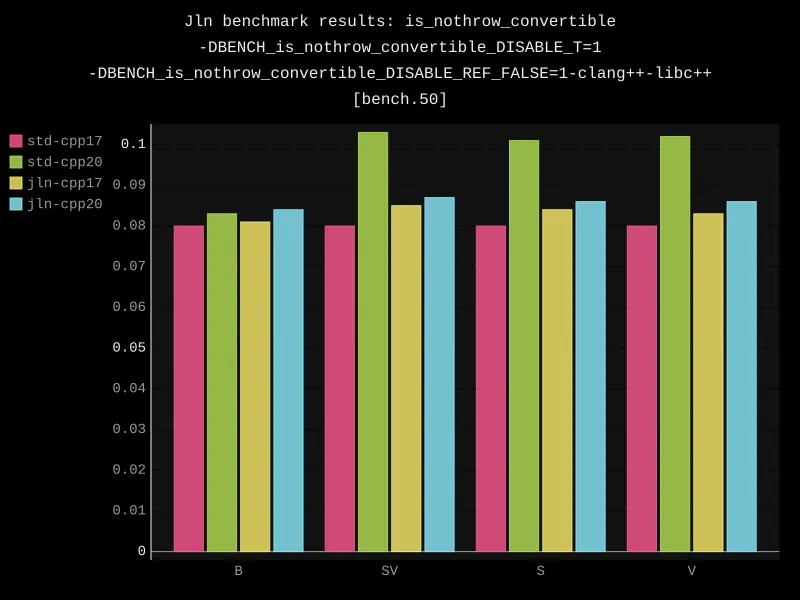 Jln benchmark results: is_nothrow_convertible
-DBENCH_is_nothrow_convertible_DISABLE_T=1
-DBENCH_is_nothrow_convertible_DISABLE_REF_FALSE=1-clang++-libc++
[bench.50]
std-cpp17
std-cpp20
jln-cpp17
jln-cpp20
0.1
0.09
0.08
0.07
0.06
0.05
0.04
0.03
0.02
0.01
0
B SV S V